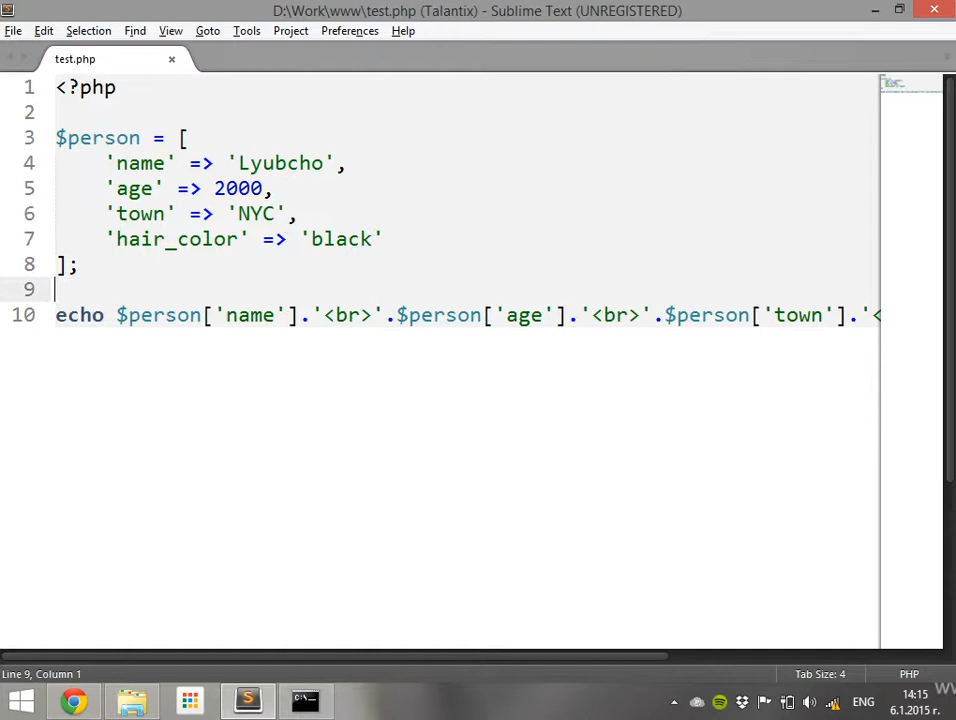 D:\Work\www\test.php (Talantix) - Sublime Text (UNREGISTERED)
File Edit Selection Find View Goto Tools Project Preferences Help
test.php
1 <?php
2
3 $person = [
4 'name' => 'Lyubcho',
5 'age' => 2000,
6 'town' => 'NYC',
7 'hair_color' => 'black'
8 ];
9
10 echo $person['name'].'<br>'.$person['age'].'<br>'.$person['town'].'<
Line 9, Column 1 Tab Size: 4 PHP
C:\
ENG 14:15
6.1.2015 г.